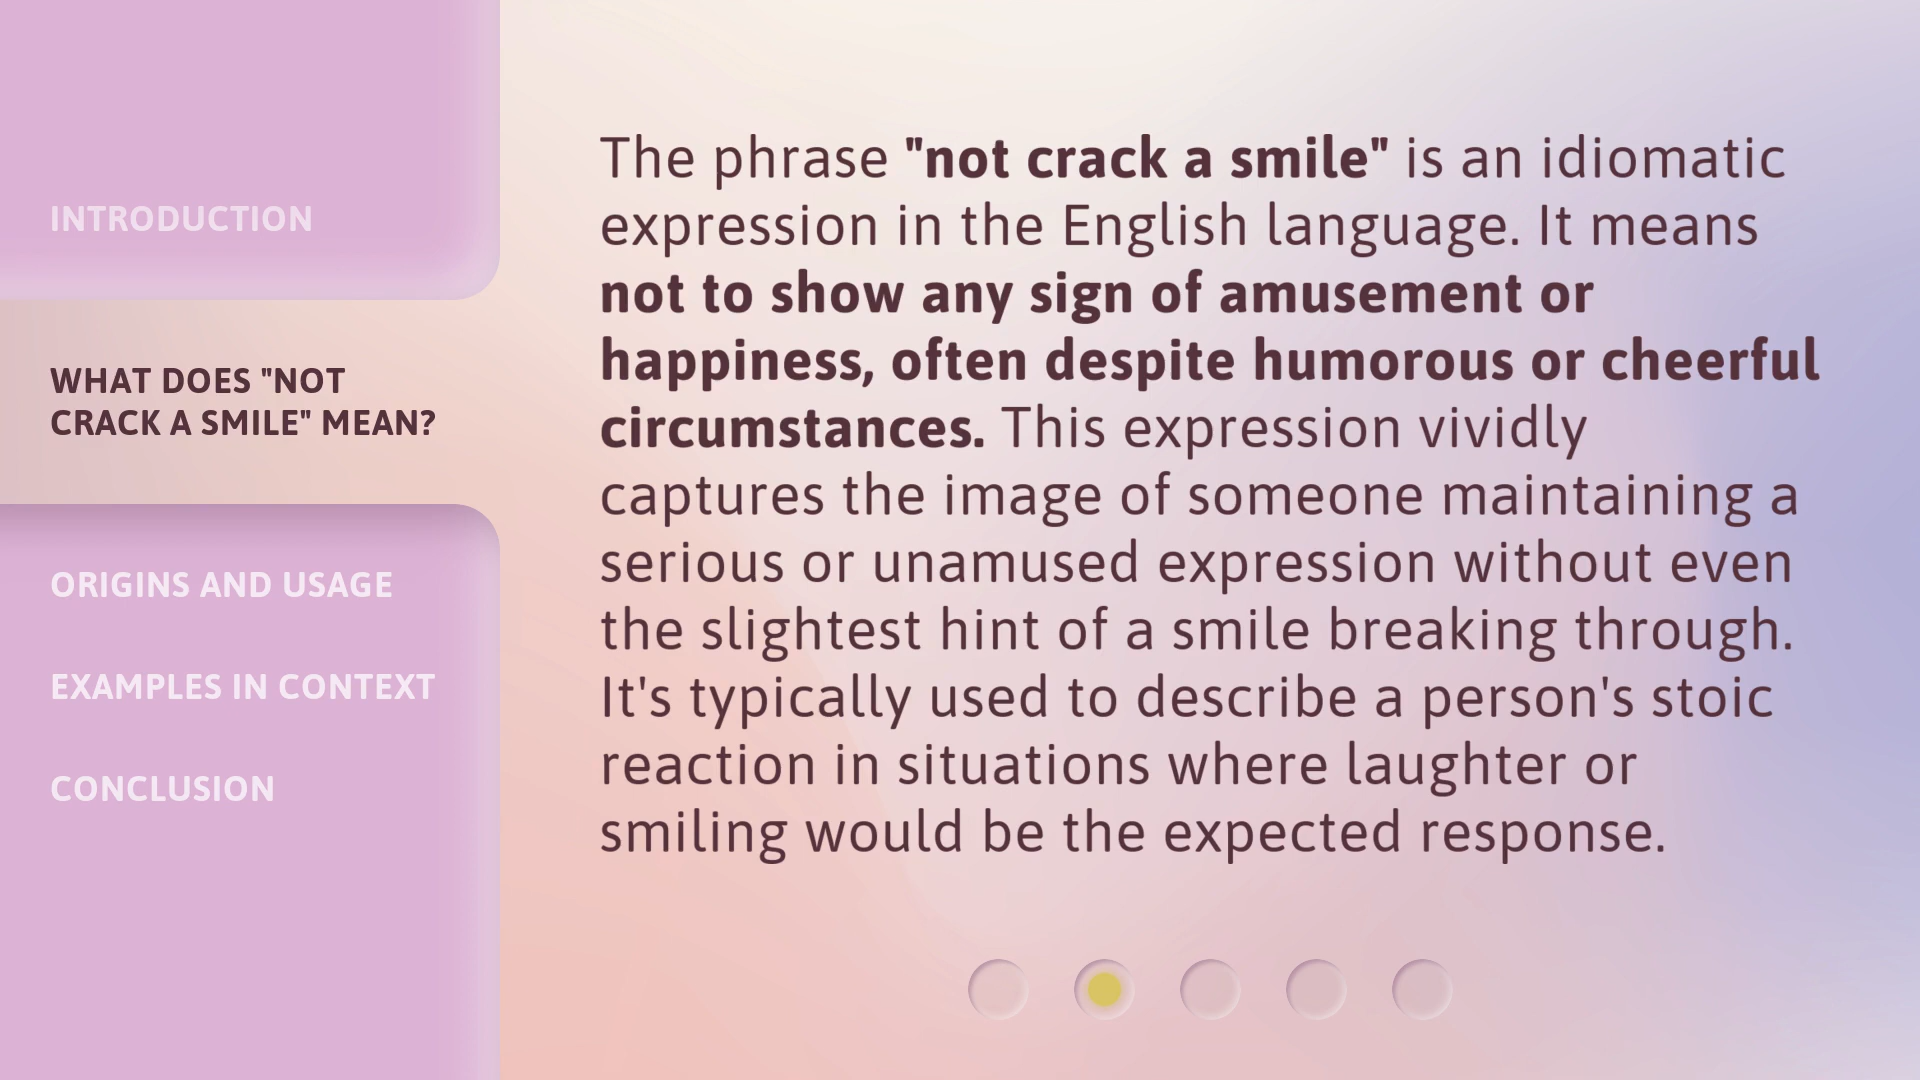 INTRODUCTION
WHAT DOES "NOT
CRACK A SMILE" MEAN?
ORIGINS AND USAGE
EXAMPLES IN CONTEXT
CONCLUSION
The phrase "not crack a smile" is an idiomatic
expression in the English language. It means
not to show any sign of amusement or
happiness, often despite humorous or cheerful
circumstances. This expression vividly
captures the image of someone maintaining a
serious or unamused expression without even
the slightest hint of a smile breaking through.
It's typically used to describe a person's stoic
reaction in situations where laughter or
smiling would be the expected response.